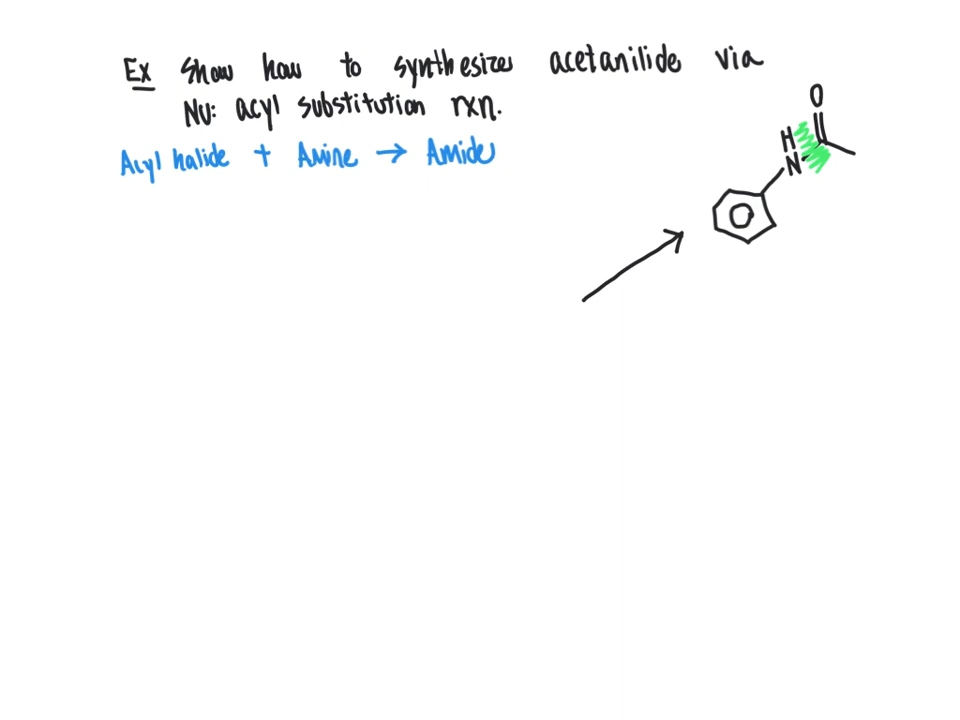 Ex Show how to synthesize acetanilide via
Nu: acyl substitution rxn.
Acyl halide + Amine → Amide
O
H
N